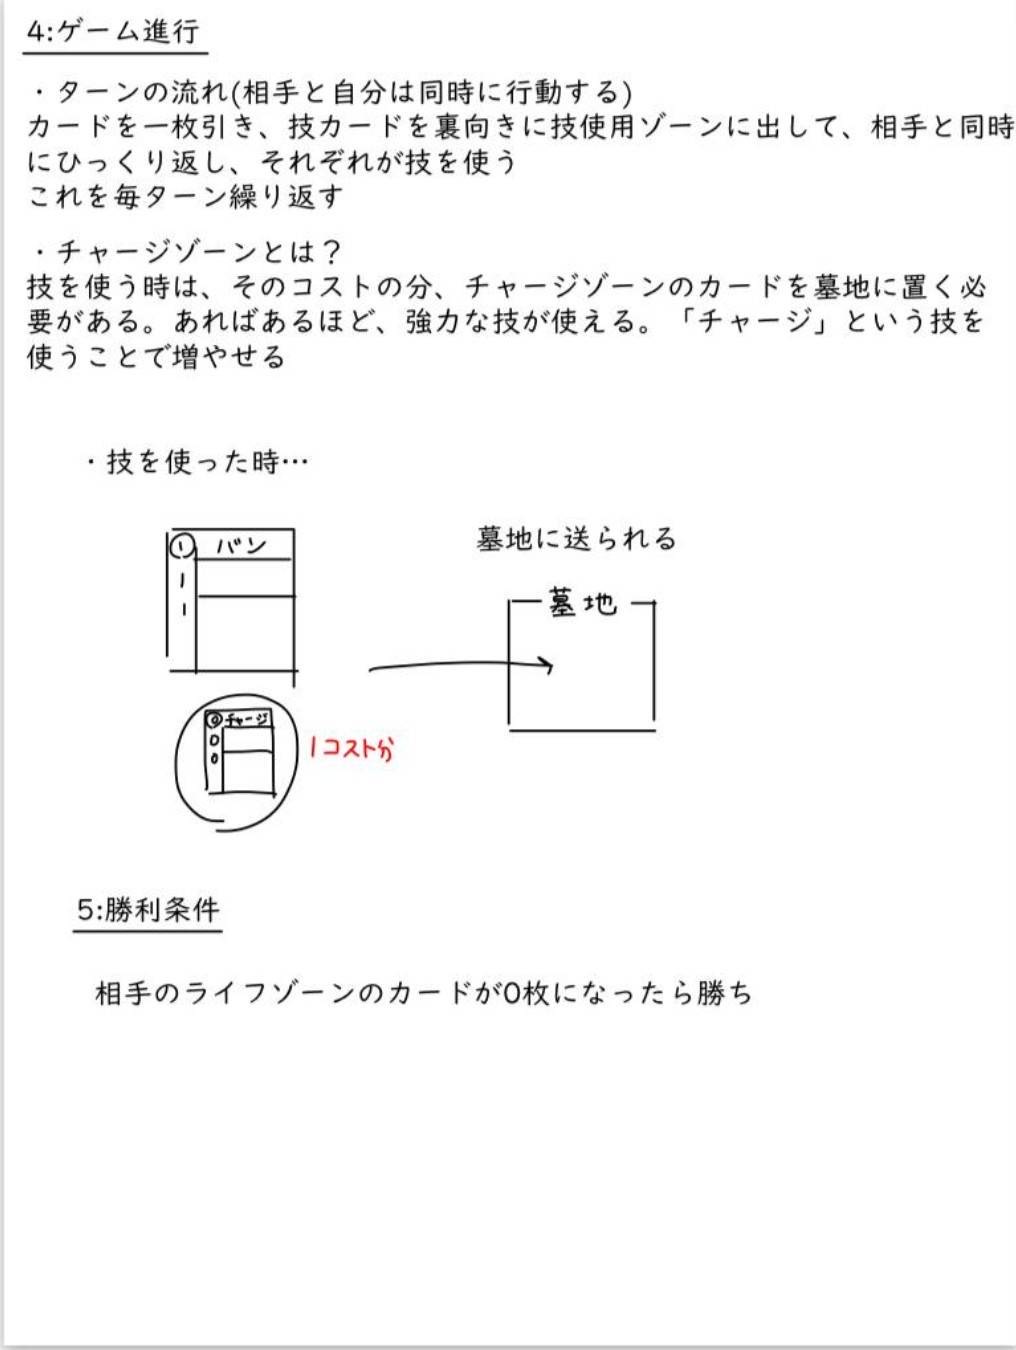 4:ゲーム進行
・ターンの流れ(相手と自分は同時に行動する)
カードを一枚引き、技カードを裏向きに技使用ゾーンに出して、相手と同時
にひっくり返し、それぞれが技を使う
これを毎ターン繰り返す
・チャージゾーンとは？
技を使う時は、そのコストの分、チャージゾーンのカードを墓地に置く必
要がある。あればあるほど、強力な技が使える。「チャージ」という技を
使うことで増やせる
・技を使った時…
墓地に送られる
① バン
1
1
墓地
⓪ チャージ
0
0
1コスト分
5:勝利条件
相手のライフゾーンのカードが0枚になったら勝ち